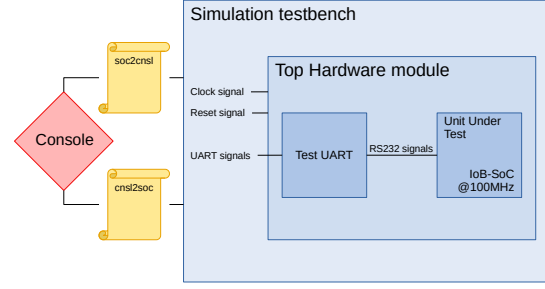 Simulation testbench
soc2cnsl
Top Hardware module
Clock signal
Reset signal
Unit Under
Test
Console
UART signals
Test UART
RS232 signals
IoB-SoC
@100MHz
cnsl2soc